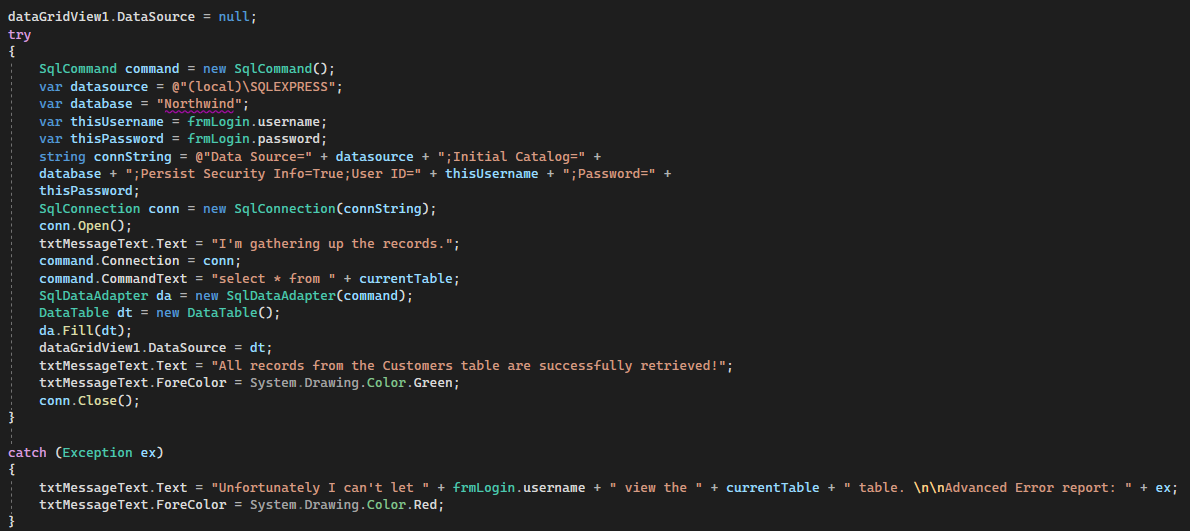 dataGridView1.DataSource = null;
try
{
SqlCommand command = new SqlCommand();
var datasource = @"(local)\SQLEXPRESS";
var database = "Northwind";
var thisUsername = frmLogin.username;
var thisPassword = frmLogin.password;
string connString = @"Data Source=" + datasource + ";Initial Catalog=" +
database + ";Persist Security Info=True;User ID=" + thisUsername + ";Password=" +
thisPassword;
SqlConnection conn = new SqlConnection(connString);
conn.Open();
txtMessageText.Text = "I'm gathering up the records.";
command.Connection = conn;
command.CommandText = "select * from " + currentTable;
SqlDataAdapter da = new SqlDataAdapter(command);
DataTable dt = new DataTable();
da.Fill(dt);
dataGridView1.DataSource = dt;
txtMessageText.Text = "All records from the Customers table are successfully retrieved!";
txtMessageText.ForeColor = System.Drawing.Color.Green;
conn.Close();
}
catch (Exception ex)
{
txtMessageText.Text = "Unfortunately I can't let " + frmLogin.username + " view the " + currentTable + " table. \n\nAdvanced Error report: " + ex;
txtMessageText.ForeColor = System.Drawing.Color.Red;
}